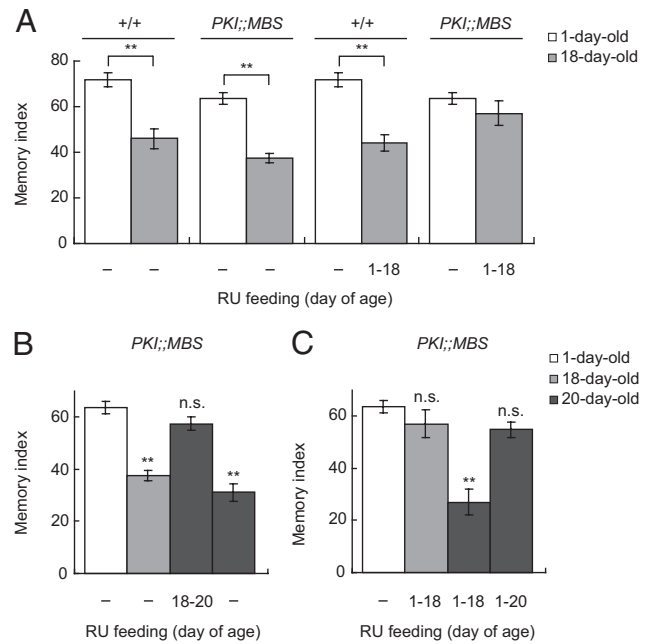 A
+/+ PKI;;MBS +/+ PKI;;MBS
1-day-old
18-day-old
** ** **
80
60
40
20
0
Memory index
– – – – – 1-18 – 1-18
RU feeding (day of age)
B
PKI;;MBS
60
40
20
0
Memory index
** n.s. **
– – 18-20 –
RU feeding (day of age)
C
PKI;;MBS
1-day-old
18-day-old
20-day-old
60
40
20
0
Memory index
n.s. ** n.s.
– 1-18 1-18 1-20
RU feeding (day of age)